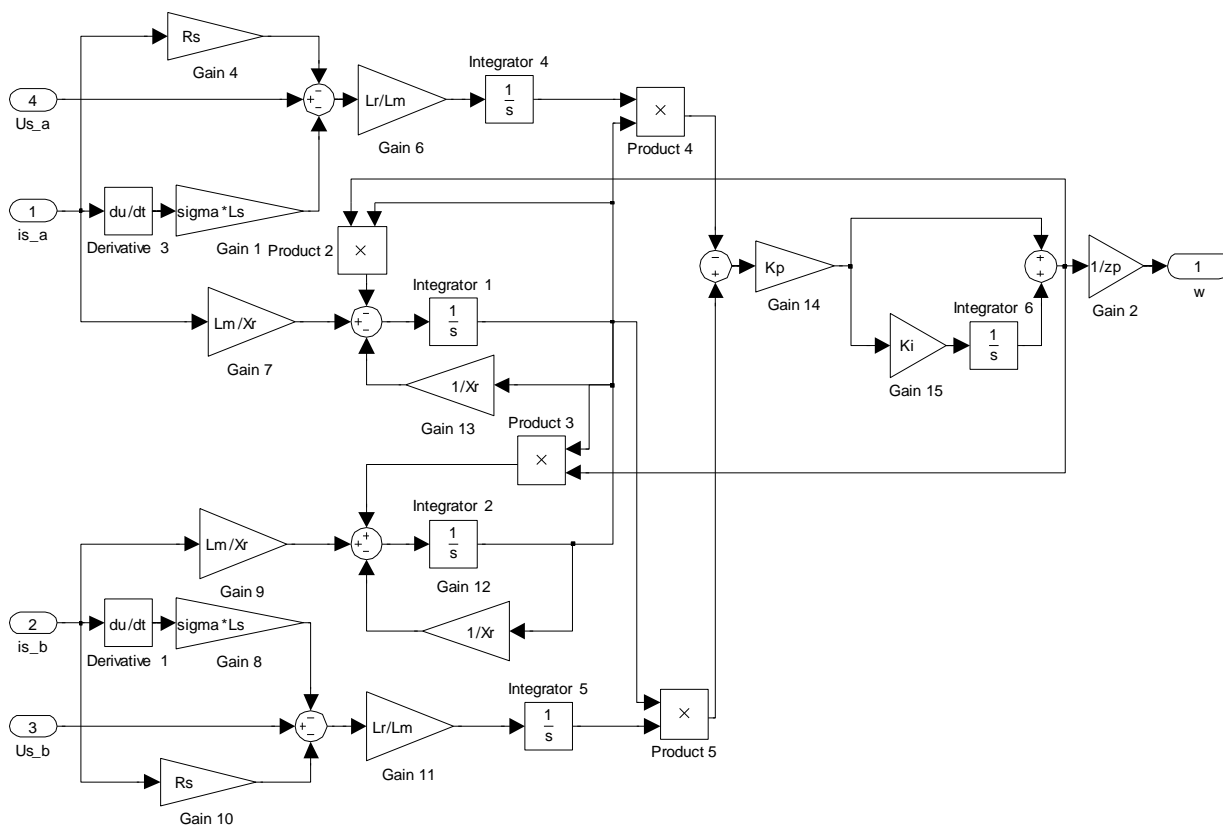 Rs
Gain 4
4
Us_a
Lr/Lm
Gain 6
Integrator 4
1
s
×
Product 4
1
is_a
du/dt
Derivative 3
sigma *Ls
Gain 1
Product 2
×
Lm/Xr
Gain 7
Integrator 1
1
s
1/Xr
Gain 13
Product 3
×
Kp
Gain 14
Ki
Gain 15
Integrator 6
1
s
1/zp
Gain 2
1
w
Lm/Xr
Gain 9
Integrator 2
1
s
Gain 12
1/Xr
2
is_b
du/dt
Derivative 1
sigma *Ls
Gain 8
3
Us_b
Rs
Gain 10
Lr/Lm
Gain 11
Integrator 5
1
s
×
Product 5